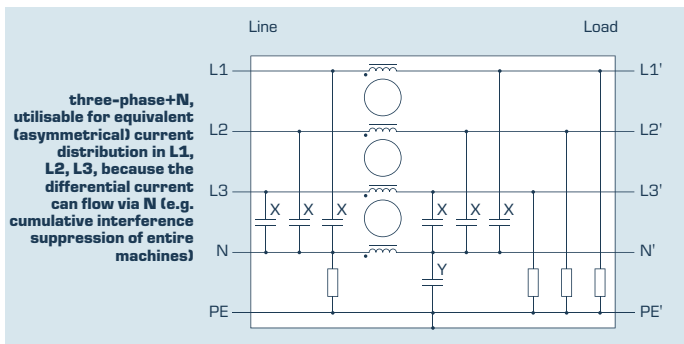 Line Load
L1 L1'
three-phase+N,
utilisable for equivalent
(asymmetrical) current
distribution in L1,
L2, L3, because the
differential current
can flow via N (e.g.
cumulative interference
suppression of entire
machines)
L2 L2'
L3 L3'
X X X X X X
N N'
Y
PE PE'